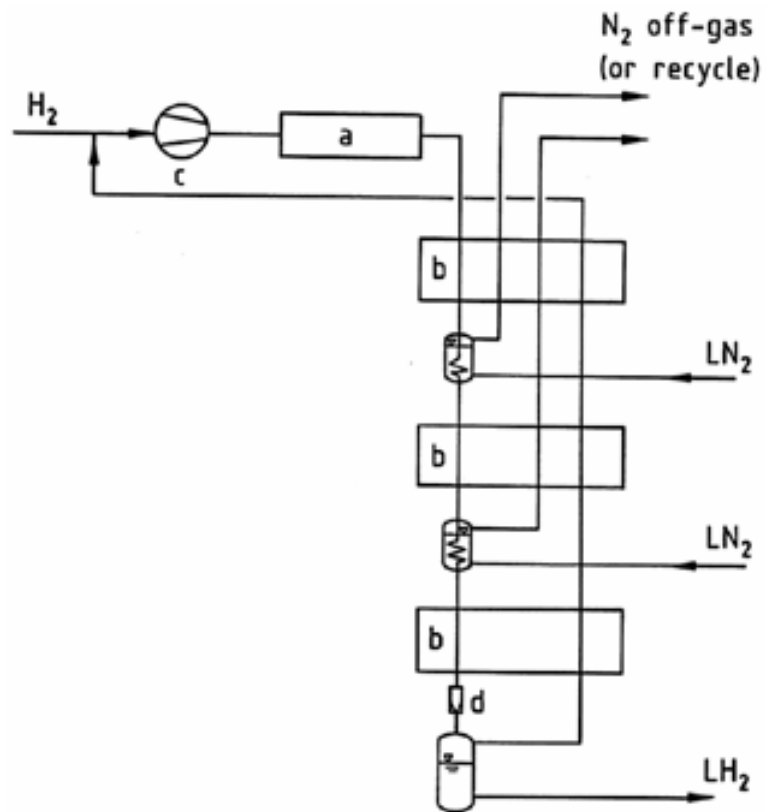 N₂ off-gas
(or recycle)
H₂
a
c
b
LN₂
b
LN₂
b
d
LH₂